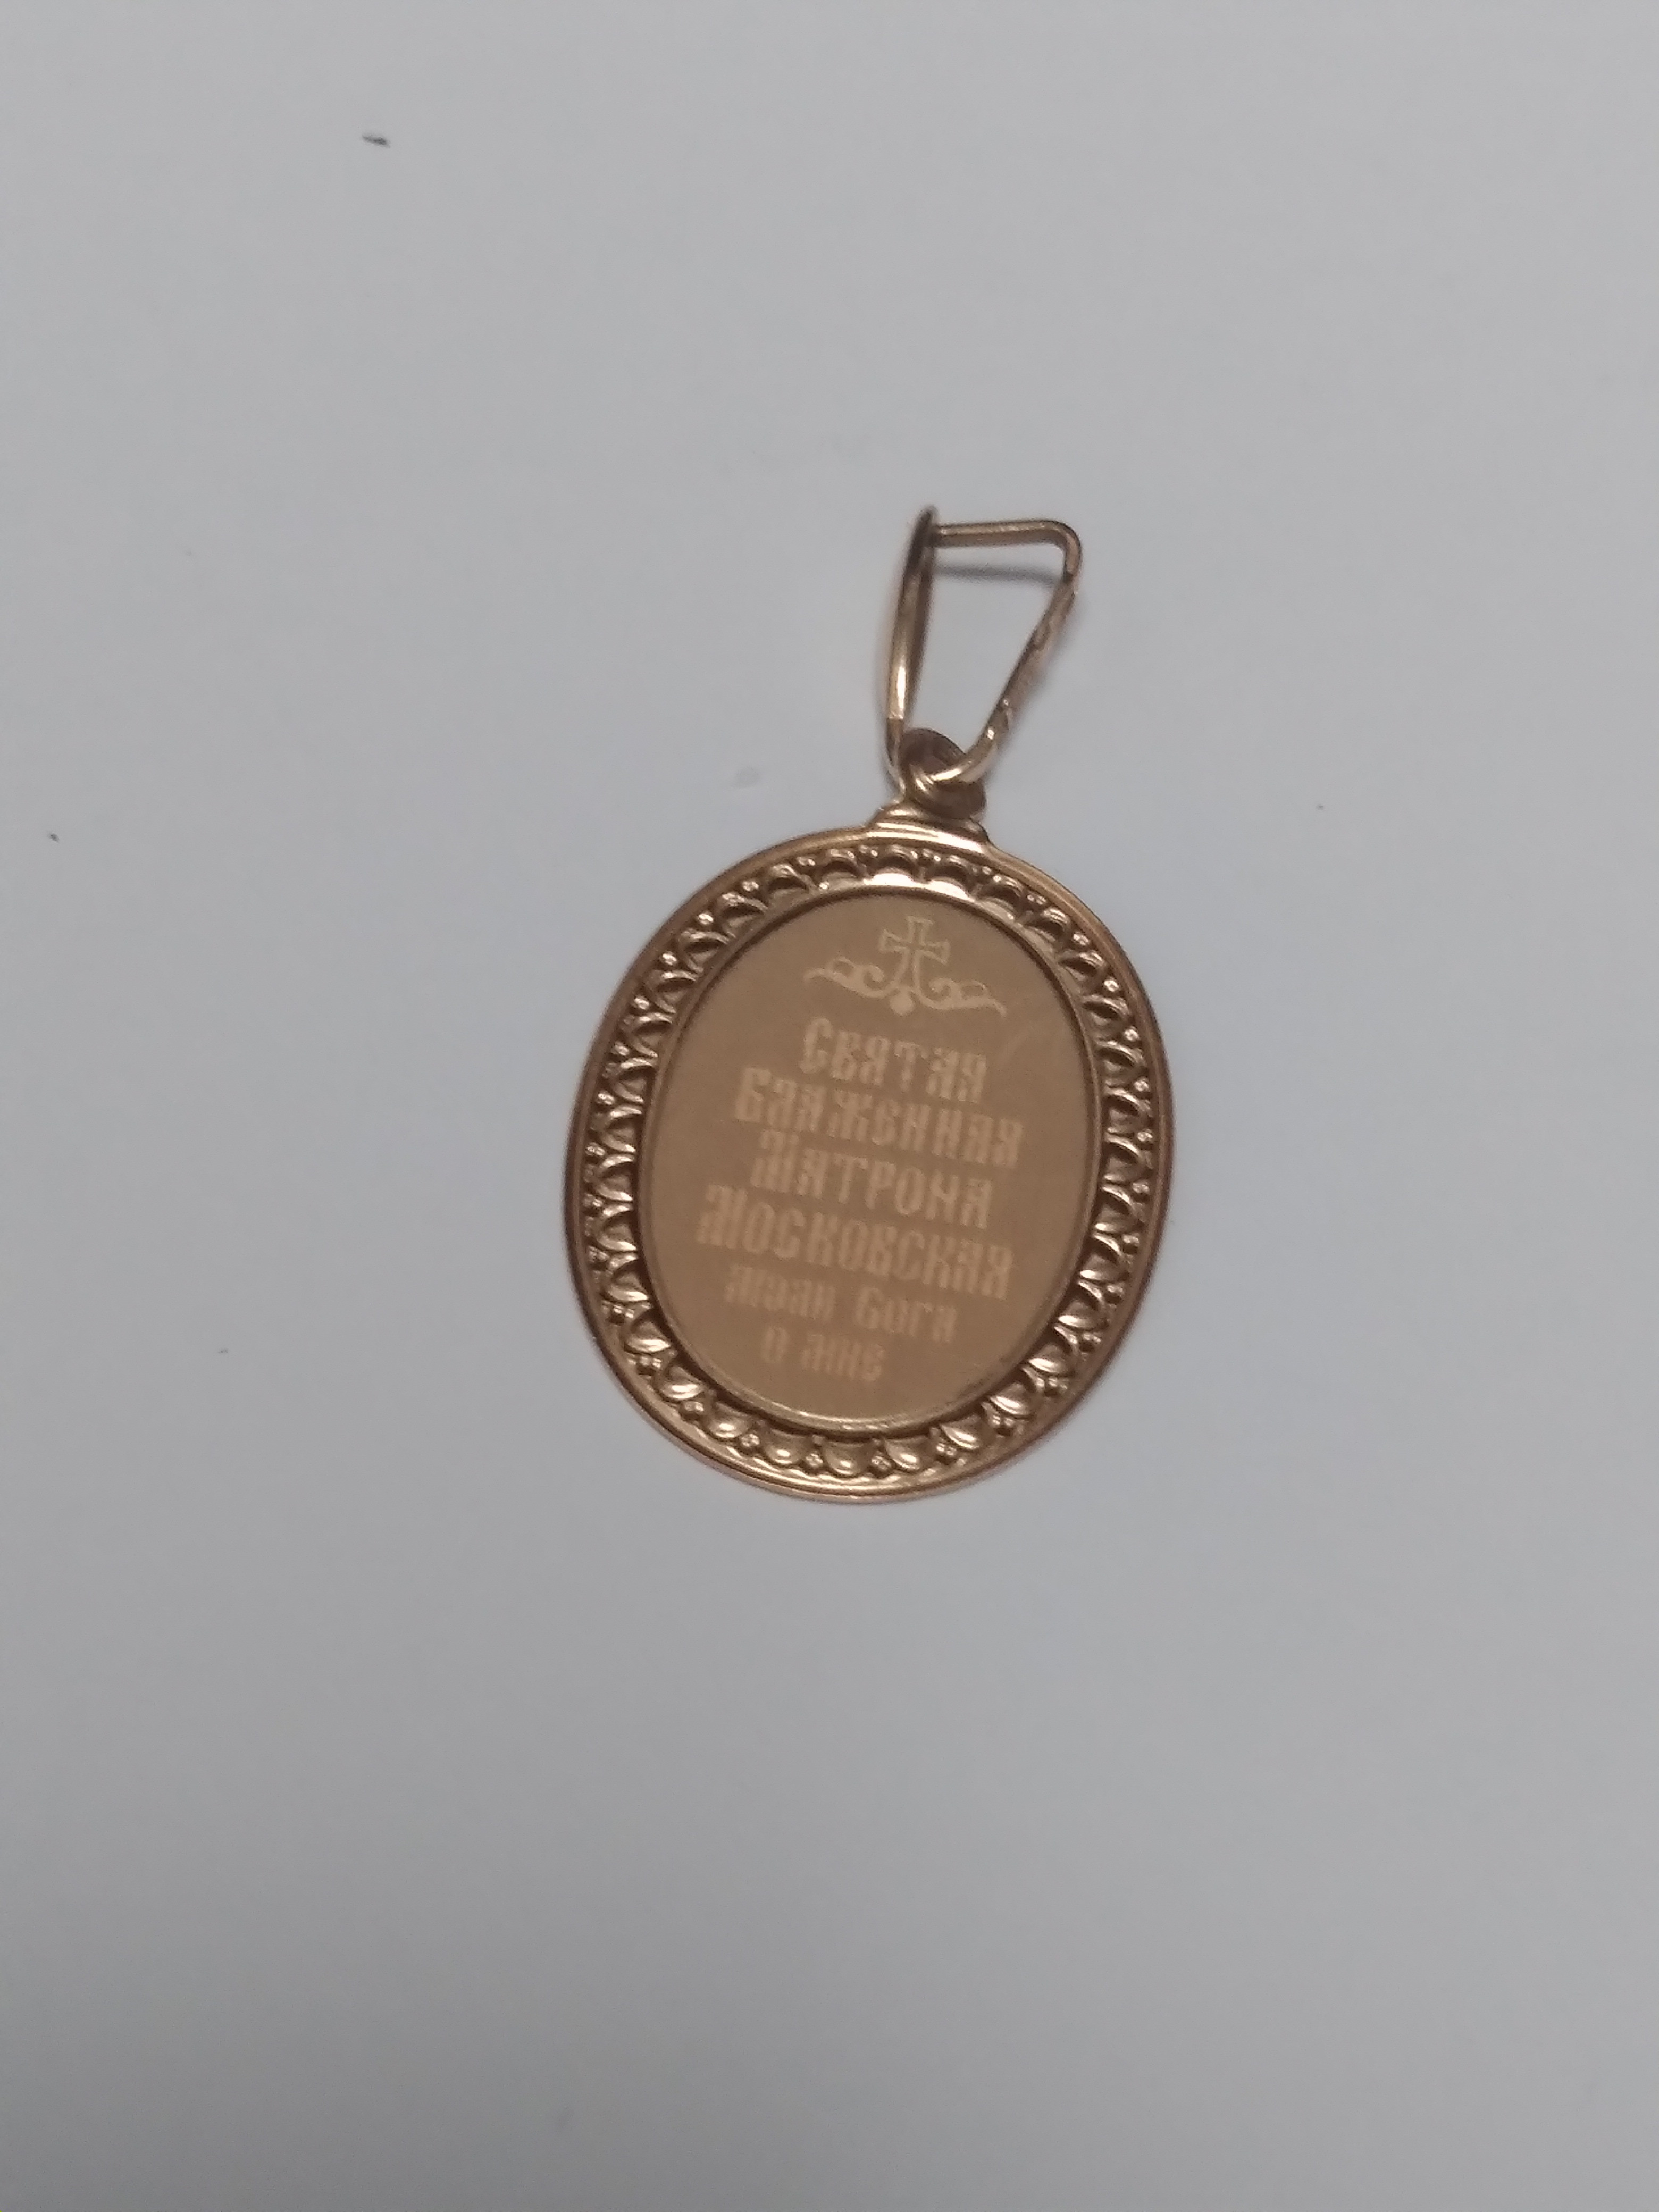 Святая
Блаженная
Матрона
Московская
моли Бога
о мне